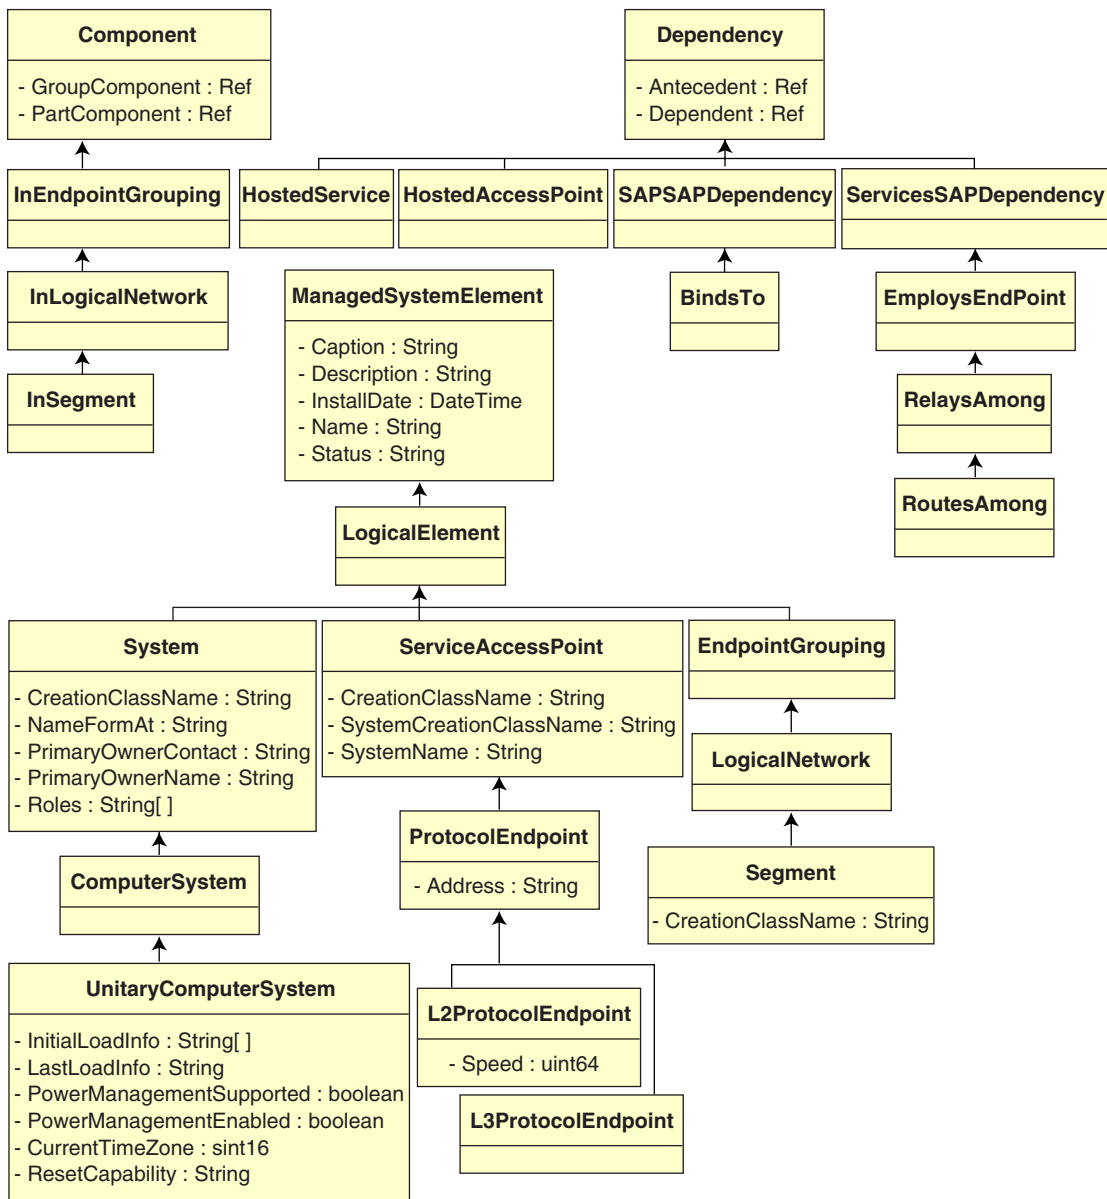 Component
- GroupComponent : Ref
- PartComponent : Ref
Dependency
- Antecedent : Ref
- Dependent : Ref
InEndpointGrouping
HostedService
HostedAccessPoint
SAPSAPDependency
ServicesSAPDependency
InLogicalNetwork
ManagedSystemElement
- Caption : String
- Description : String
- InstallDate : DateTime
- Name : String
- Status : String
BindsTo
EmploysEndPoint
InSegment
RelaysAmong
RoutesAmong
LogicalElement
System
- CreationClassName : String
- NameFormAt : String
- PrimaryOwnerContact : String
- PrimaryOwnerName : String
- Roles : String[ ]
ServiceAccessPoint
- CreationClassName : String
- SystemCreationClassName : String
- SystemName : String
EndpointGrouping
LogicalNetwork
ProtocolEndpoint
- Address : String
Segment
- CreationClassName : String
ComputerSystem
UnitaryComputerSystem
- InitialLoadInfo : String[ ]
- LastLoadInfo : String
- PowerManagementSupported : boolean
- PowerManagementEnabled : boolean
- CurrentTimeZone : sint16
- ResetCapability : String
L2ProtocolEndpoint
- Speed : uint64
L3ProtocolEndpoint